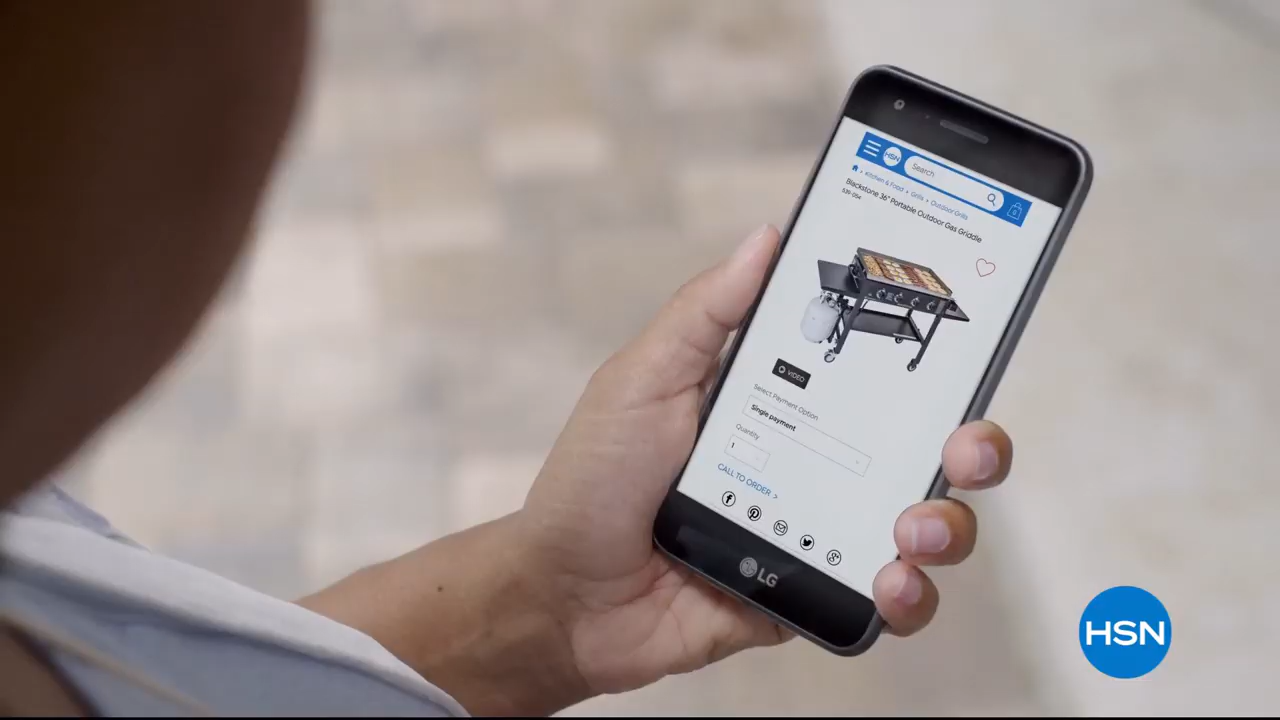 HSN
Search
Kitchen & Food > Grills > Outdoor Grills
Blackstone 36" Portable Outdoor Gas Griddle
0
VIDEO
Select Payment Option
Single payment
Quantity
1
CALL TO ORDER >
LG
HSN